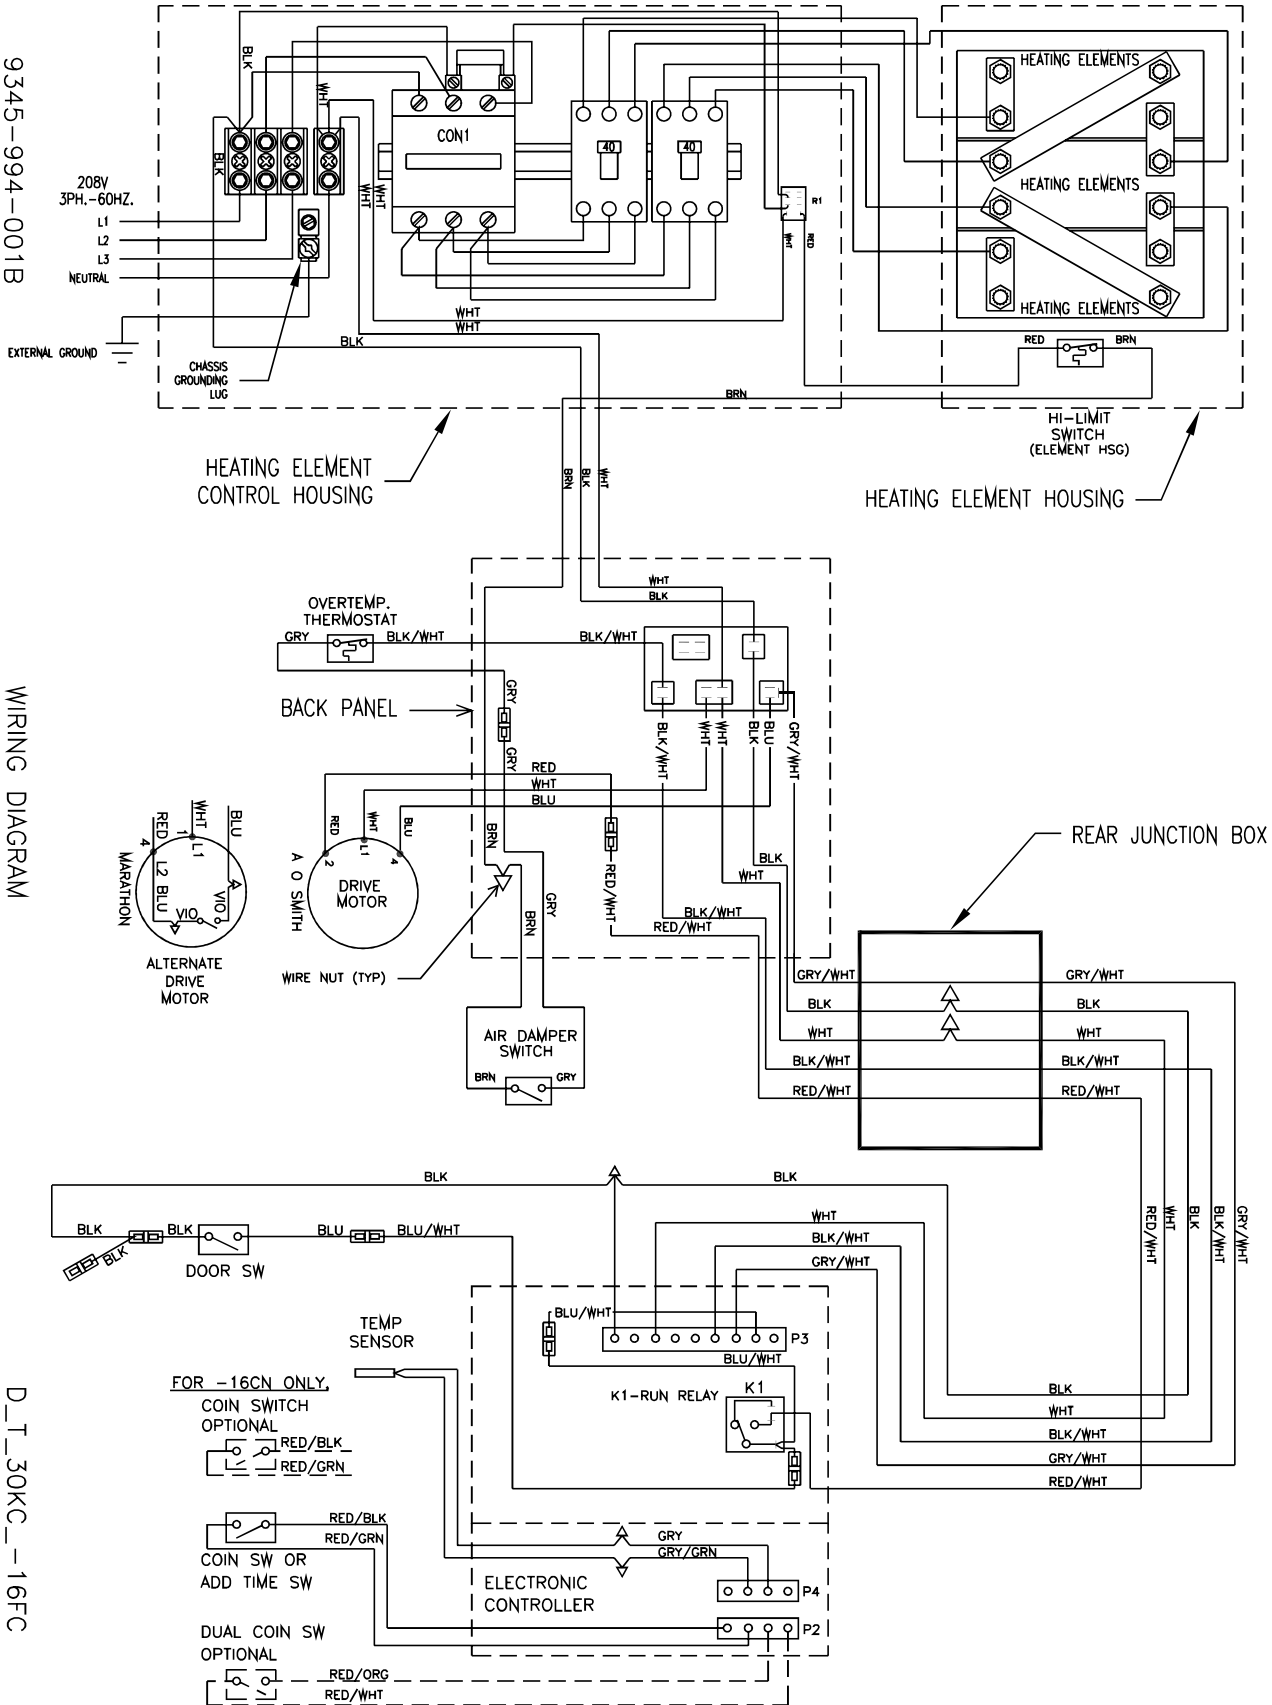 9345-994-001B
WIRING DIAGRAM
D_T_30KC_-16FC
BLK
WHT
BLK
CON1
40
40
HEATING ELEMENTS
HEATING ELEMENTS
HEATING ELEMENTS
208V
3PH.-60HZ.
L1
L2
L3
NEUTRAL
WHT
WHT
R1
WHT
RED
WHT
WHT
BLK
EXTERNAL GROUND
CHASSIS
GROUNDING
LUG
RED
BRN
BRN
HI-LIMIT
SWITCH
(ELEMENT HSG)
HEATING ELEMENT
CONTROL HOUSING
HEATING ELEMENT HOUSING
BRN
BLK
WHT
WHT
BLK
OVERTEMP.
THERMOSTAT
GRY
BLK/WHT
BLK/WHT
BACK PANEL
GRY
GRY
BLK/WHT
WHT
WHT
BLK
BLU
GRY/WHT
RED
WHT
BLU
RED
WHT
BLU
2
L1
4
A O SMITH
DRIVE
MOTOR
WHT
BLU
RED
1
L1
4
L2
BLU
VIO
VIO
MARATHON
ALTERNATE
DRIVE
MOTOR
BRN
RED/WHT
BLK
WHT
BLK/WHT
RED/WHT
BRN
GRY
WIRE NUT (TYP)
REAR JUNCTION BOX
AIR DAMPER
SWITCH
BRN
GRY
GRY/WHT
GRY/WHT
BLK
BLK
WHT
WHT
BLK/WHT
BLK/WHT
RED/WHT
RED/WHT
BLK
BLK
BLK
BLK
BLK
DOOR SW
BLU
BLU/WHT
WHT
BLK/WHT
GRY/WHT
RED/WHT
WHT
BLK
BLK/WHT
GRY/WHT
TEMP
SENSOR
BLU/WHT
P3
BLU/WHT
K1-RUN RELAY
K1
BLK
WHT
BLK/WHT
GRY/WHT
RED/WHT
FOR -16CN ONLY.
COIN SWITCH
OPTIONAL
RED/BLK
RED/GRN
RED/BLK
RED/GRN
COIN SW OR
ADD TIME SW
GRY
GRY/GRN
ELECTRONIC
CONTROLLER
P4
P2
DUAL COIN SW
OPTIONAL
RED/ORG
RED/WHT